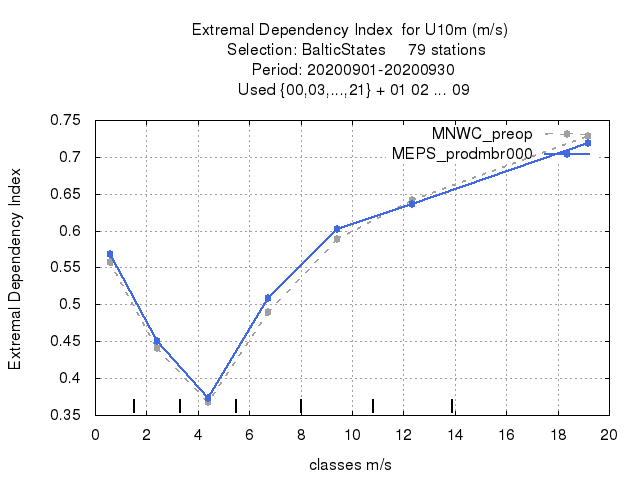 Extremal Dependency Index  for U10m (m/s)
Selection: BalticStates     79 stations
Period: 20200901-20200930
Used {00,03,...,21} + 01 02 ... 09
MNWC_preop
MEPS_prodmbr000
Extremal Dependency Index
0.75
0.7
0.65
0.6
0.55
0.5
0.45
0.4
0.35
0 2 4 6 8 10 12 14 16 18 20
classes m/s